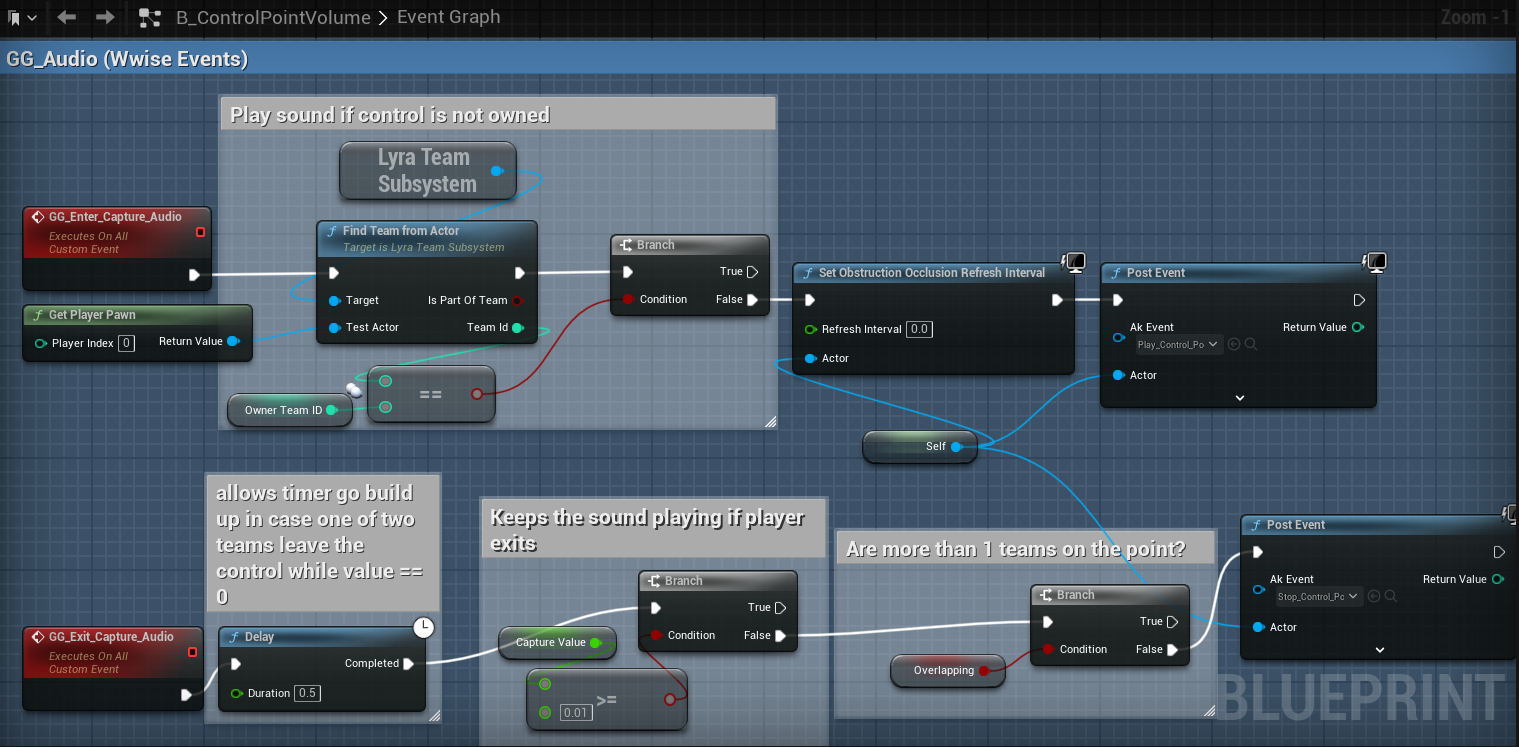 B_ControlPointVolume > Event Graph
Zoom -1
GG_Audio (Wwise Events)
Play sound if control is not owned
Lyra Team
Subsystem
GG_Enter_Capture_Audio
Executes On All
Custom Event
Find Team from Actor
Target is Lyra Team Subsystem
Target
Is Part Of Team
Test Actor
Team Id
Get Player Pawn
Player Index 0
Return Value
Owner Team ID
==
Branch
True
Condition
False
Set Obstruction Occlusion Refresh Interval
Refresh Interval 0.0
Actor
Post Event
Ak Event
Play_Control_Po
Return Value
Actor
Self
allows timer go build
up in case one of two
teams leave the
control while value ==
0
GG_Exit_Capture_Audio
Executes On All
Custom Event
Delay
Completed
Duration 0.5
Keeps the sound playing if player
exits
Branch
True
Condition
False
Capture Value
>=
0.01
Are more than 1 teams on the point?
Branch
True
Condition
False
Overlapping
Post Event
Ak Event
Stop_Control_Pc
Return Value
Actor
BLUEPRINT